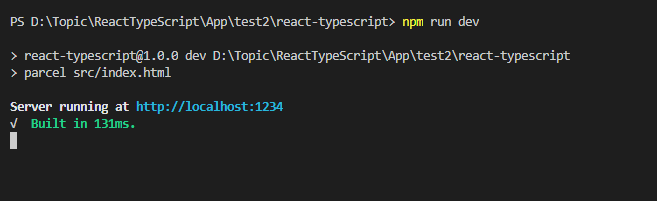 PS D:\Topic\ReactTypeScript\App\test2\react-typescript> npm run dev
> react-typescript@1.0.0 dev D:\Topic\ReactTypeScript\App\test2\react-typescript
> parcel src/index.html
Server running at http://localhost:1234
√ Built in 131ms.